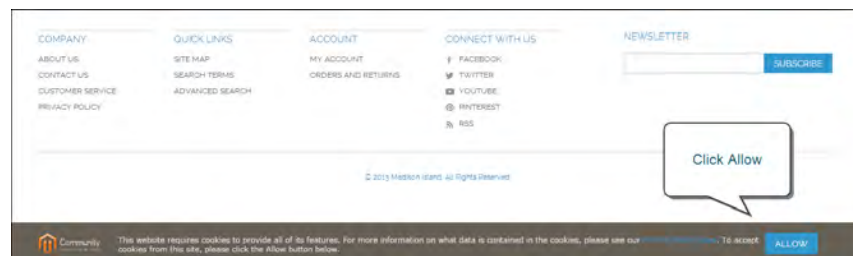 COMPANY
ABOUT US
CONTACT US
CUSTOMER SERVICE
PRIVACY POLICY
QUICK LINKS
SITE MAP
SEARCH TERMS
ADVANCED SEARCH
ACCOUNT
MY ACCOUNT
ORDERS AND RETURNS
CONNECT WITH US
FACEBOOK
TWITTER
YOUTUBE
PINTEREST
RSS
NEWSLETTER
SUBSCRIBE
Click Allow
© 2013 Madison Island. All Rights Reserved.
Community
This website requires cookies to provide all of its features. For more information on what data is contained in the cookies, please see our . To accept
cookies from this site, please click the Allow button below.
ALLOW